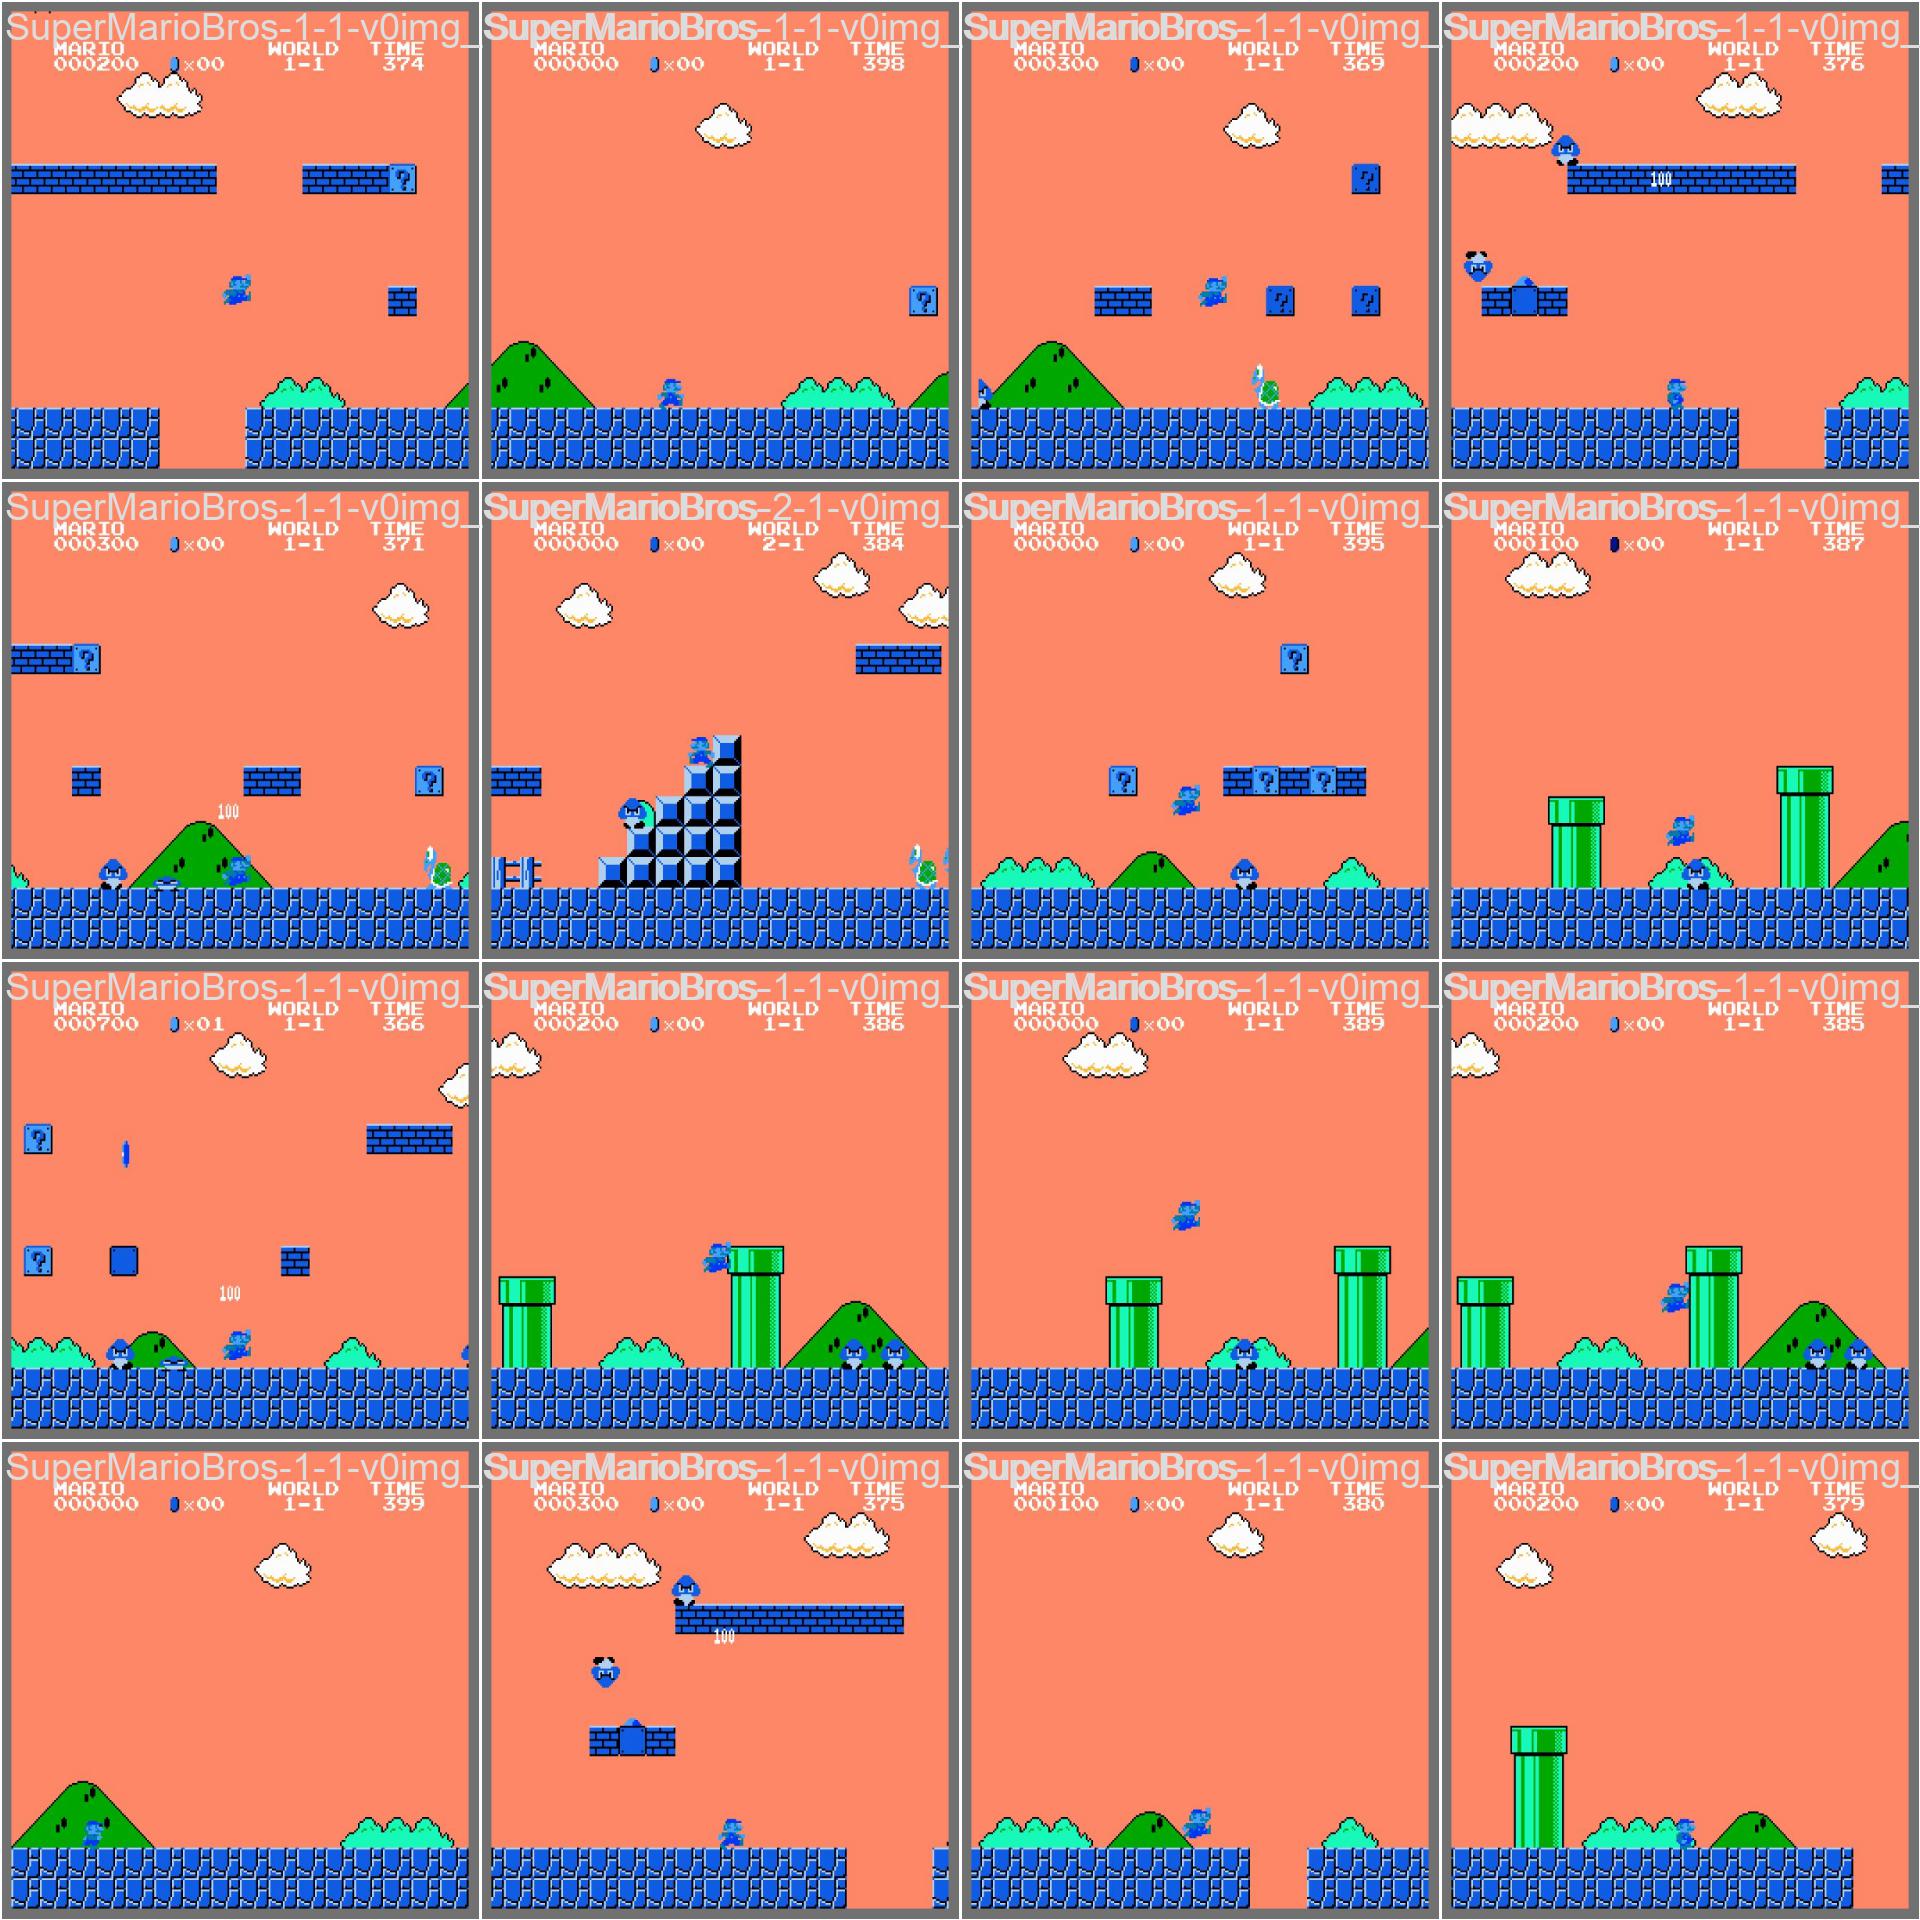 SuperMarioBros-1-1-v0img_
MARIO WORLD TIME
000200 ×00 1-1 374
?
SuperMarioBros-1-1-v0img_
MARIO WORLD TIME
000000 ×00 1-1 398
?
SuperMarioBros-1-1-v0img_
MARIO WORLD TIME
000300 ×00 1-1 369
?
? ?
SuperMarioBros-1-1-v0img_
MARIO WORLD TIME
000200 ×00 1-1 376
100
SuperMarioBros-1-1-v0img_
MARIO WORLD TIME
000300 ×00 1-1 371
?
?
100
SuperMarioBros-2-1-v0img_
MARIO WORLD TIME
000000 ×00 2-1 384
SuperMarioBros-1-1-v0img_
MARIO WORLD TIME
000000 ×00 1-1 395
?
? ? ?
SuperMarioBros-1-1-v0img_
MARIO WORLD TIME
000100 ×00 1-1 387
SuperMarioBros-1-1-v0img_
MARIO WORLD TIME
000700 ×01 1-1 366
?
?
100
SuperMarioBros-1-1-v0img_
MARIO WORLD TIME
000200 ×00 1-1 386
SuperMarioBros-1-1-v0img_
MARIO WORLD TIME
000000 ×00 1-1 389
SuperMarioBros-1-1-v0img_
MARIO WORLD TIME
000200 ×00 1-1 385
SuperMarioBros-1-1-v0img_
MARIO WORLD TIME
000000 ×00 1-1 399
SuperMarioBros-1-1-v0img_
MARIO WORLD TIME
000300 ×00 1-1 375
100
SuperMarioBros-1-1-v0img_
MARIO WORLD TIME
000100 ×00 1-1 380
SuperMarioBros-1-1-v0img_
MARIO WORLD TIME
000200 ×00 1-1 379